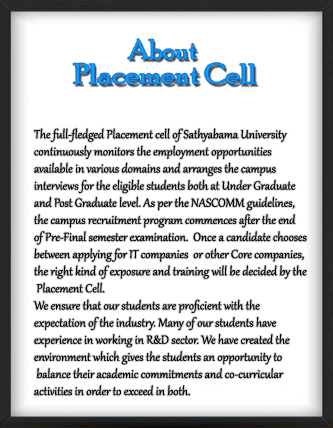 About
Placement Cell
The full-fledged Placement cell of Sathyabama University
continuously monitors the employment opportunities
available in various domains and arranges the campus
interviews for the eligible students both at Under Graduate
and Post Graduate level. As per the NASCOMM guidelines,
the campus recruitment program commences after the end
of Pre-Final semester examination. Once a candidate chooses
between applying for IT companies or other Core companies,
the right kind of exposure and training will be decided by the
Placement Cell.
We ensure that our students are proficient with the
expectation of the industry. Many of our students have
experience in working in R&D sector. We have created the
environment which gives the students an opportunity to
balance their academic commitments and co-curricular
activities in order to exceed in both.